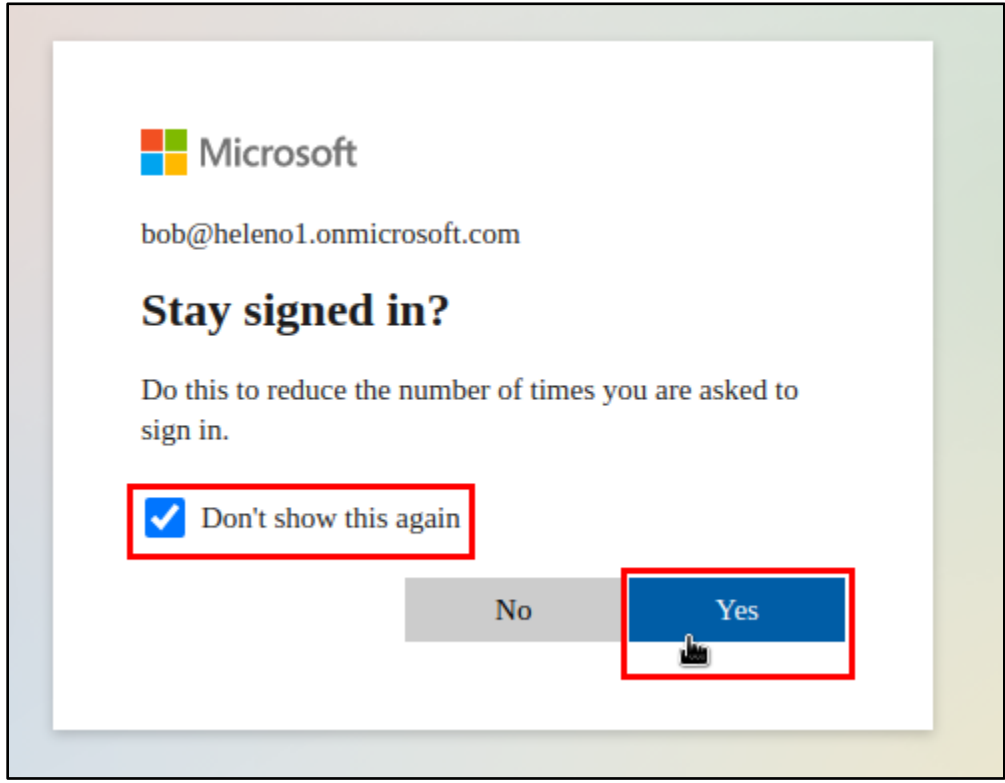 Microsoft
bob@heleno1.onmicrosoft.com
Stay signed in?
Do this to reduce the number of times you are asked to
sign in.
Don't show this again
No
Yes